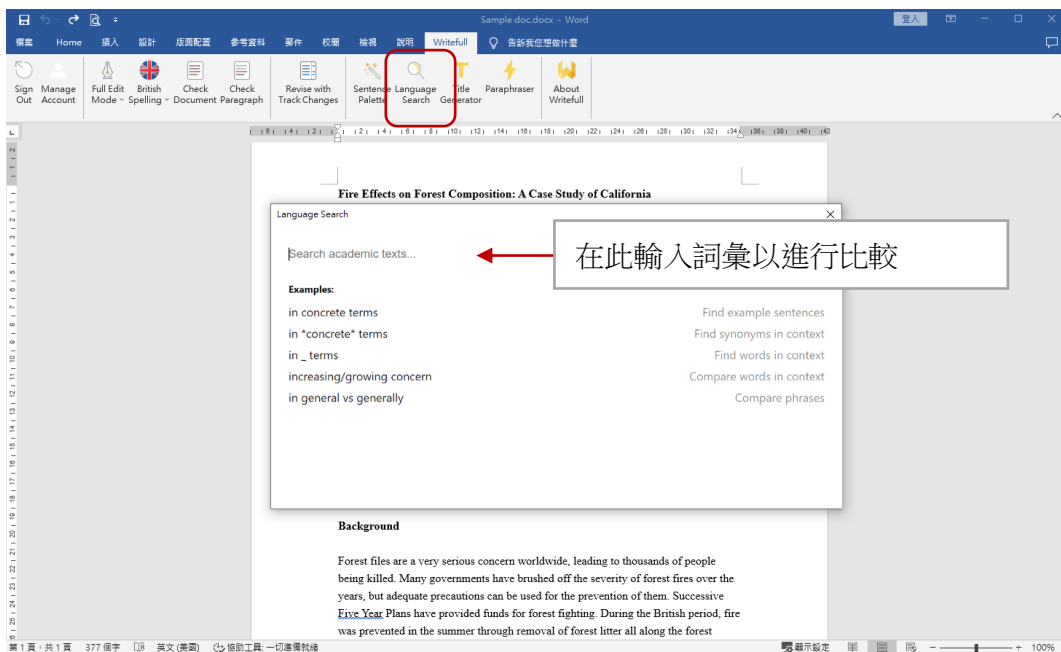 Sample doc.docx - Word
登入
檔案 Home 插入 設計 版面配置 參考資料 郵件 校閱 檢視 說明 Writefull 告訴我您想做什麼
Sign Out
Manage Account
Full Edit Mode
British Spelling
Check Document
Check Paragraph
Revise with Track Changes
Sentence Palette
Language Search
Title Generator
Paraphraser
About Writefull
Fire Effects on Forest Composition: A Case Study of California
Language Search
Search academic texts...
在此輸入詞彙以進行比較
Examples:
in concrete terms Find example sentences
in *concrete* terms Find synonyms in context
in _ terms Find words in context
increasing/growing concern Compare words in context
in general vs generally Compare phrases
Background
Forest files are a very serious concern worldwide, leading to thousands of people
being killed. Many governments have brushed off the severity of forest fires over the
years, but adequate precautions can be used for the prevention of them. Successive
Five Year Plans have provided funds for forest fighting. During the British period, fire
was prevented in the summer through removal of forest litter all along the forest
第 1 頁，共 1 頁 377 個字 英文 (美國) 協助工具: 一切準備就緒 顯示設定 100%